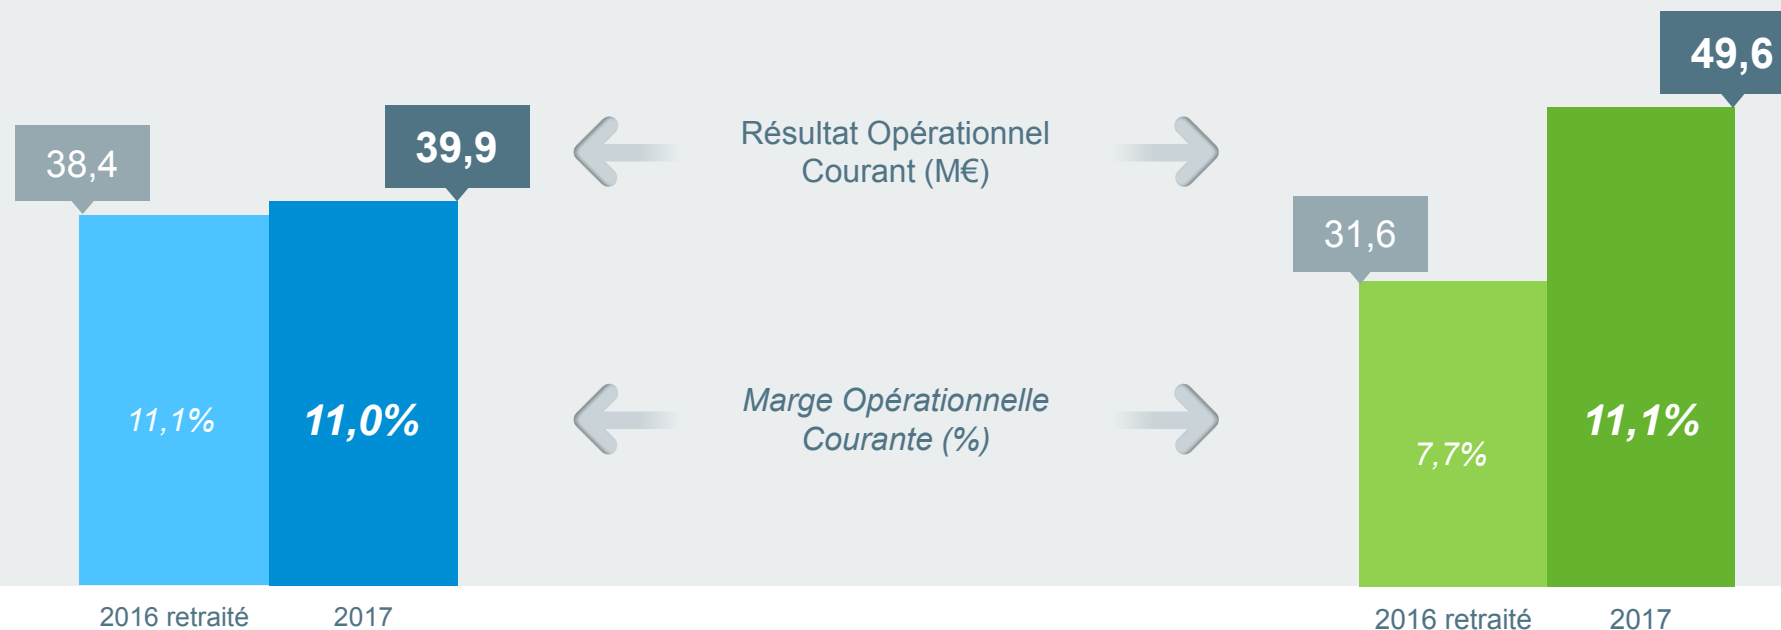 49,6
38,4
39,9
Résultat Opérationnel
Courant (M€)
31,6
11,1%
11,0%
Marge Opérationnelle
Courante (%)
7,7%
11,1%
2016 retraité
2017
2016 retraité
2017